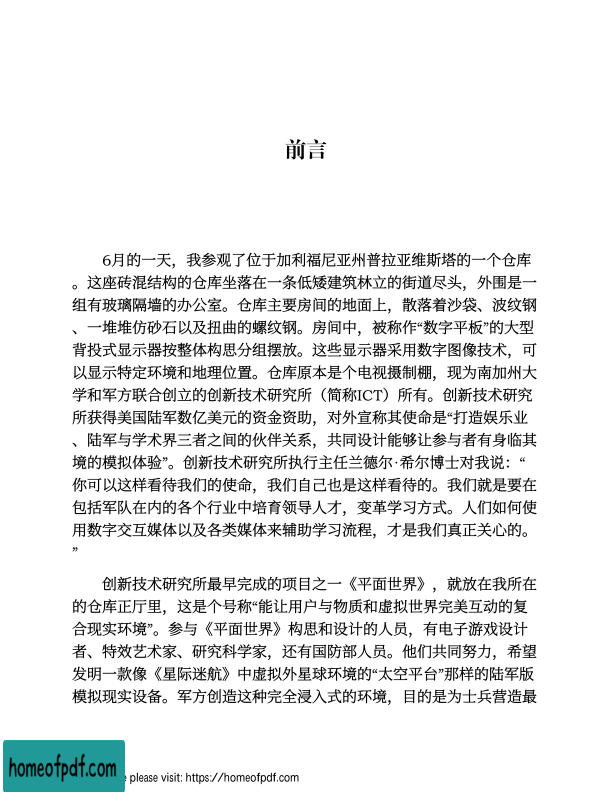 前言
6月的一天，我参观了位于加利福尼亚州普拉亚维斯塔的一个仓库
。这座砖混结构的仓库坐落在一条低矮建筑林立的街道尽头，外围是一
组有玻璃隔墙的办公室。仓库主要房间的地面上，散落着沙袋、波纹钢
、一堆堆仿砂石以及扭曲的螺纹钢。房间中，被称作“数字平板”的大型
背投式显示器按整体构思分组摆放。这些显示器采用数字图像技术，可
以显示特定环境和地理位置。仓库原本是个电视摄制棚，现为南加州大
学和军方联合创立的创新技术研究所（简称ICT）所有。创新技术研究
所获得美国陆军数亿美元的资金资助，对外宣称其使命是“打造娱乐业
、陆军与学术界三者之间的伙伴关系，共同设计能够让参与者有身临其
境的模拟体验”。创新技术研究所执行主任兰德尔·希尔博士对我说：“
你可以这样看待我们的使命，我们自己也是这样看待的。我们就是要在
包括军队在内的各个行业中培育领导人才，变革学习方式。人们如何使
用数字交互媒体以及各类媒体来辅助学习流程，才是我们真正关心的。
”
创新技术研究所最早完成的项目之一《平面世界》，就放在我所在
的仓库正厅里，这是个号称“能让用户与物质和虚拟世界完美互动的复
合现实环境”。参与《平面世界》构思和设计的人员，有电子游戏设计
者、特效艺术家、研究科学家，还有国防部人员。他们共同努力，希望
发明一款像《星际迷航》中虚拟外星球环境的“太空平台”那样的陆军版
模拟现实设备。军方创造这种完全浸入式的环境，目的是为士兵营造最
homeofpdf.com
e please visit: https://homeofpdf.com